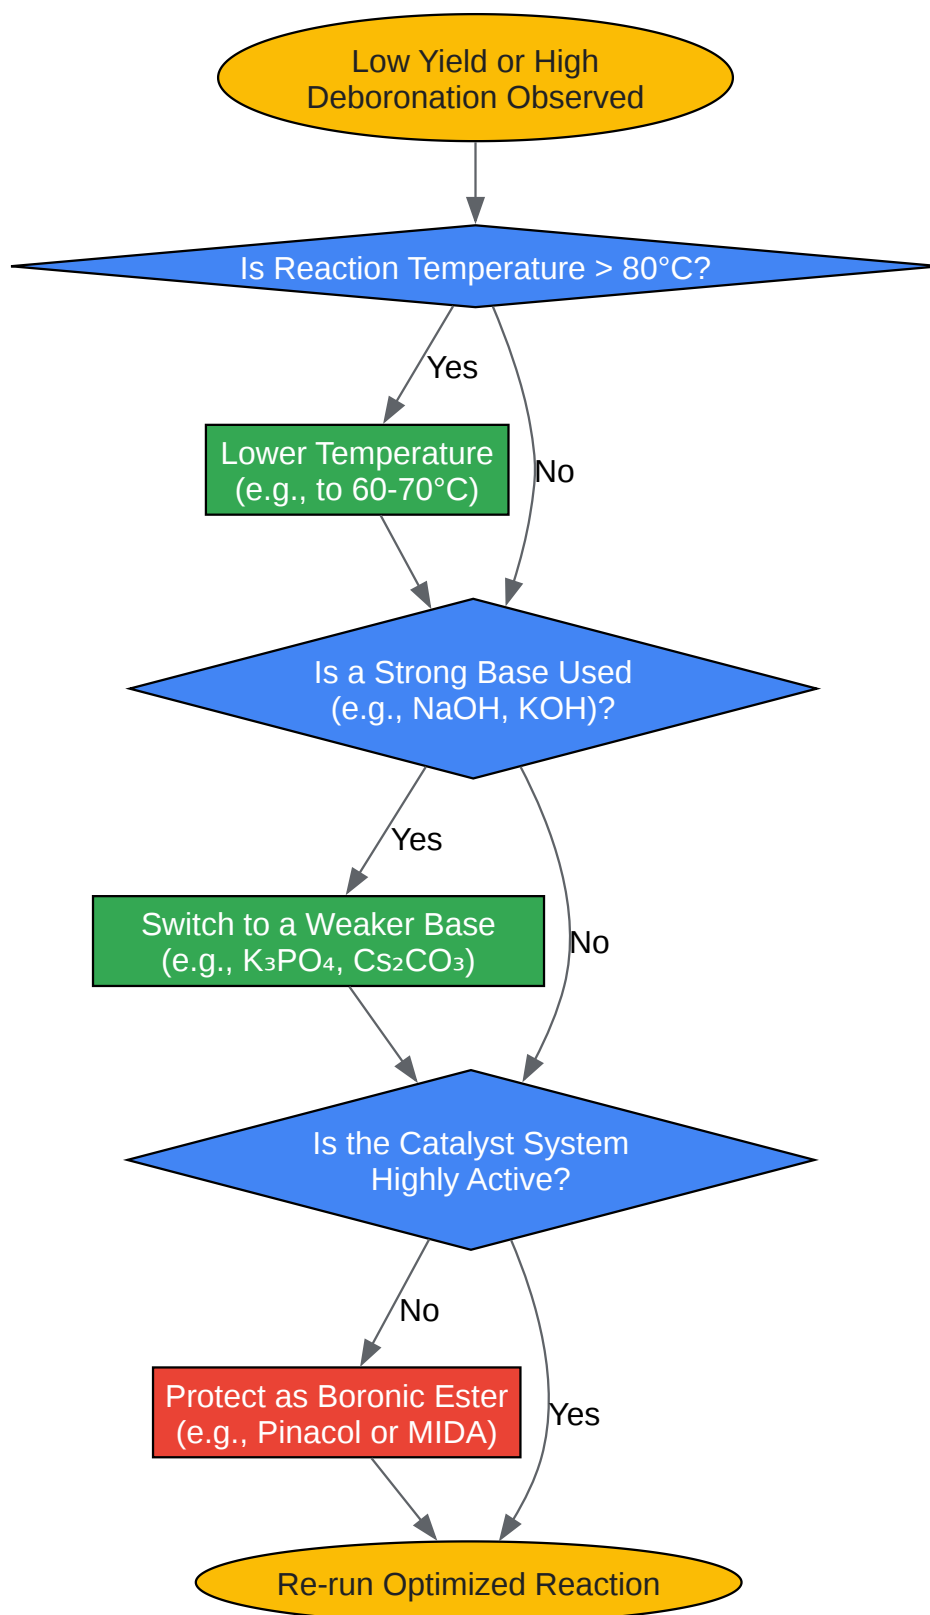 Low Yield or High
Deboronation Observed
Is Reaction Temperature > 80°C?
Yes
Lower Temperature
(e.g., to 60-70°C)
No
Is a Strong Base Used
(e.g., NaOH, KOH)?
Yes
Switch to a Weaker Base
(e.g., K₃PO₄, Cs₂CO₃)
No
Is the Catalyst System
Highly Active?
No
Protect as Boronic Ester
(e.g., Pinacol or MIDA)
Yes
Re-run Optimized Reaction